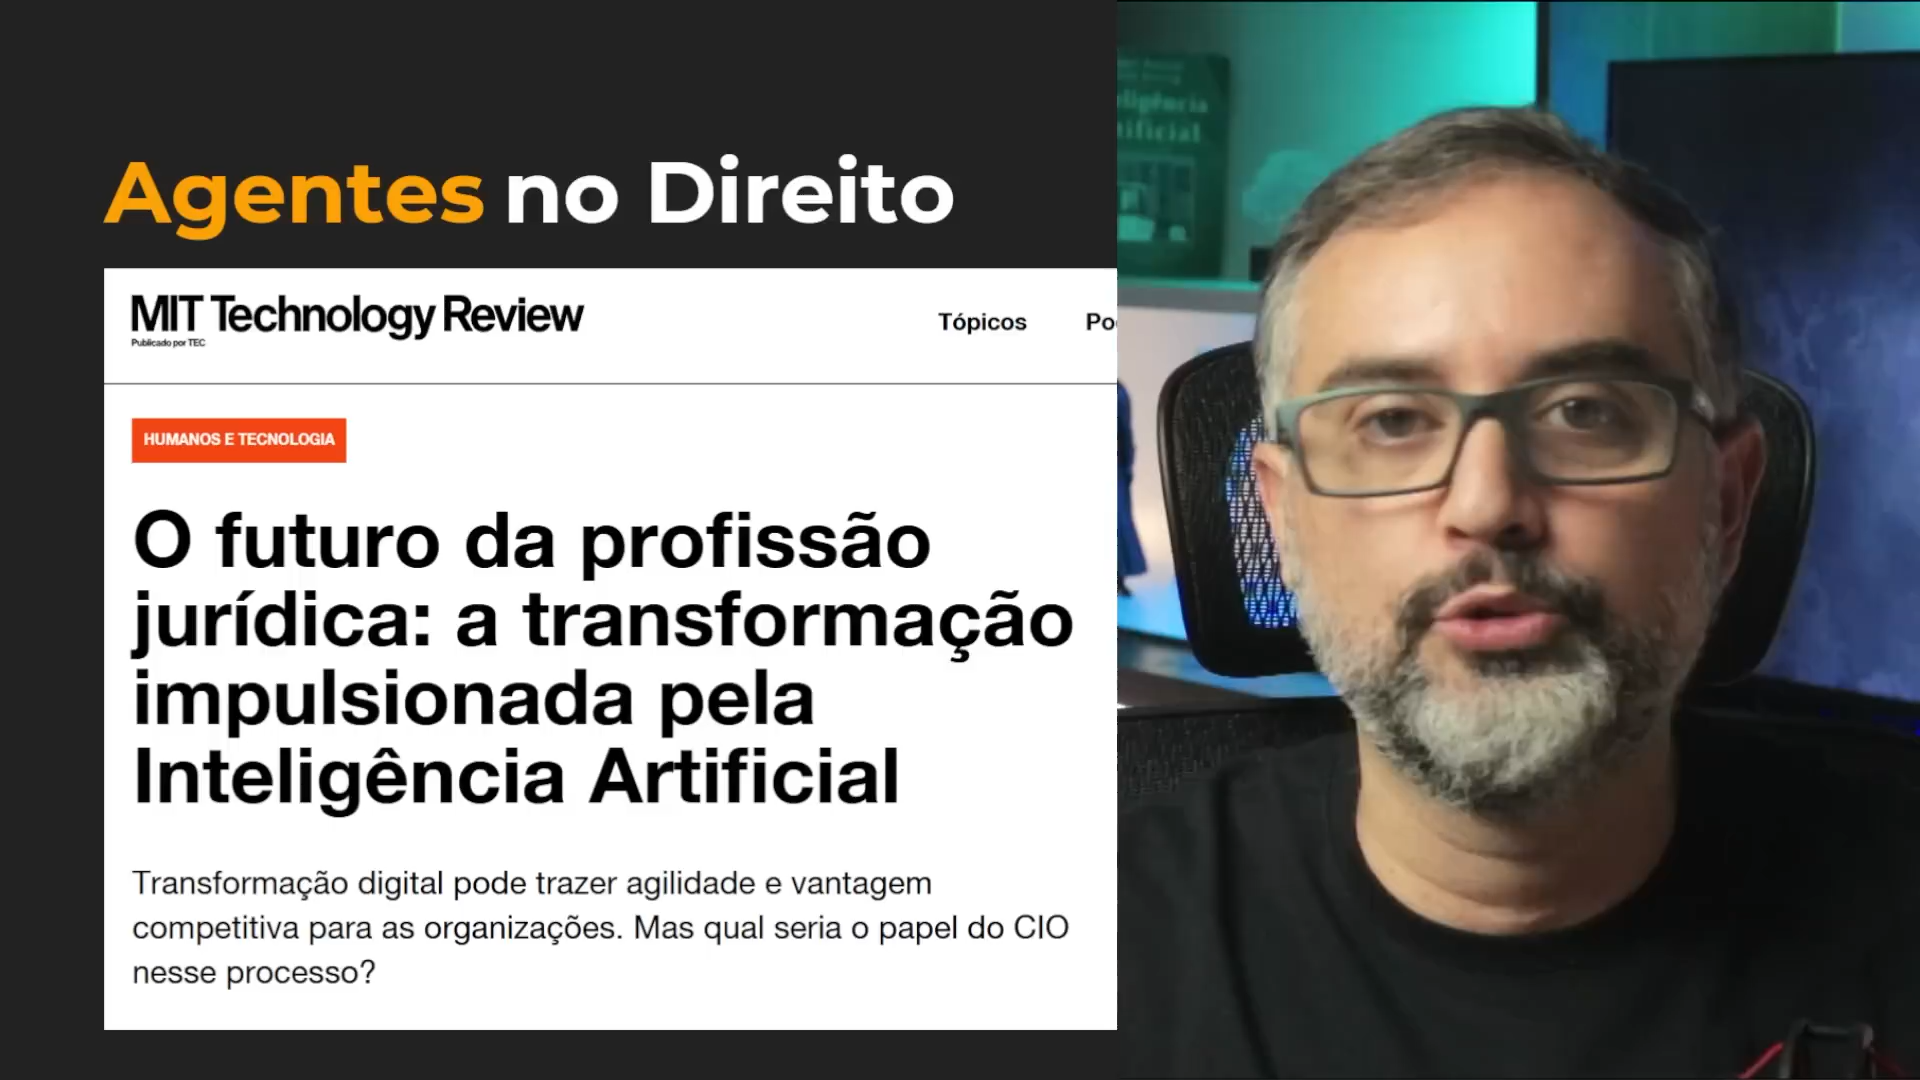 Agentes no Direito
MIT Technology Review
Publicado por TEC
Tópicos
HUMANOS E TECNOLOGIA
O futuro da profissão
jurídica: a transformação
impulsionada pela
Inteligência Artificial
Transformação digital pode trazer agilidade e vantagem
competitiva para as organizações. Mas qual seria o papel do CIO
nesse processo?